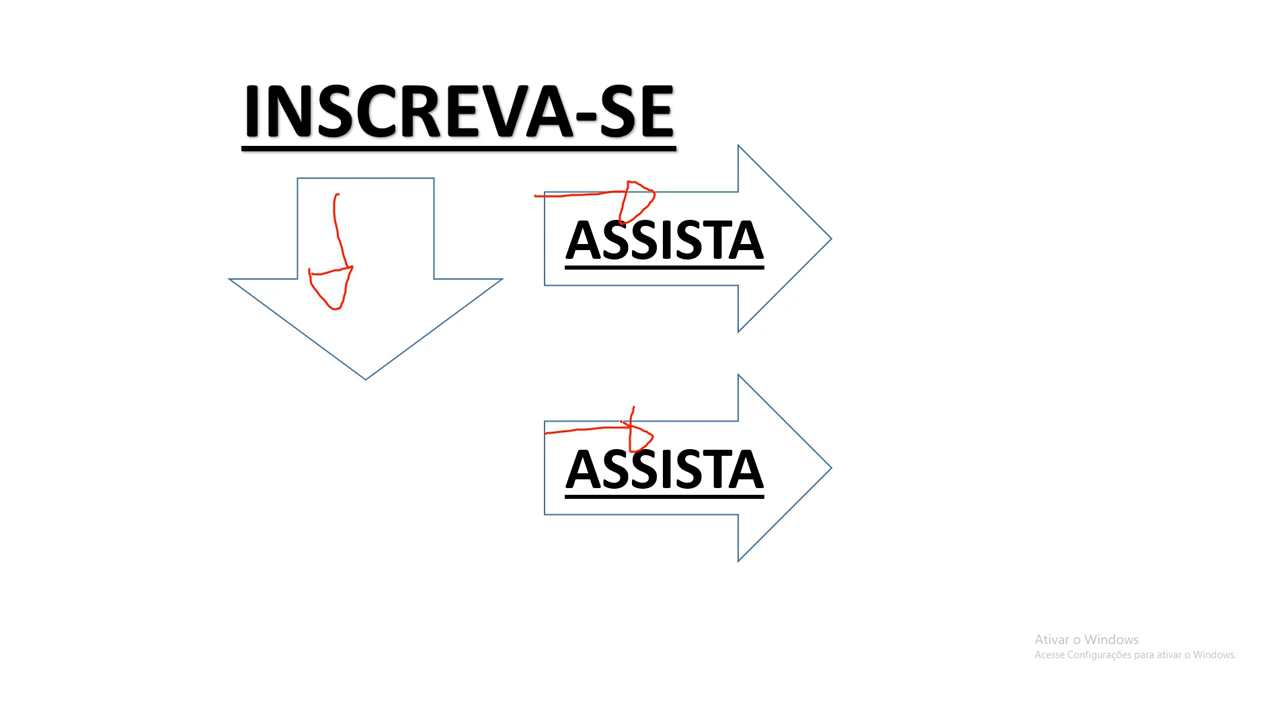 INSCREVA-SE
ASSISTA
ASSISTA
Ativar o Windows
Acesse Configurações para ativar o Windows.